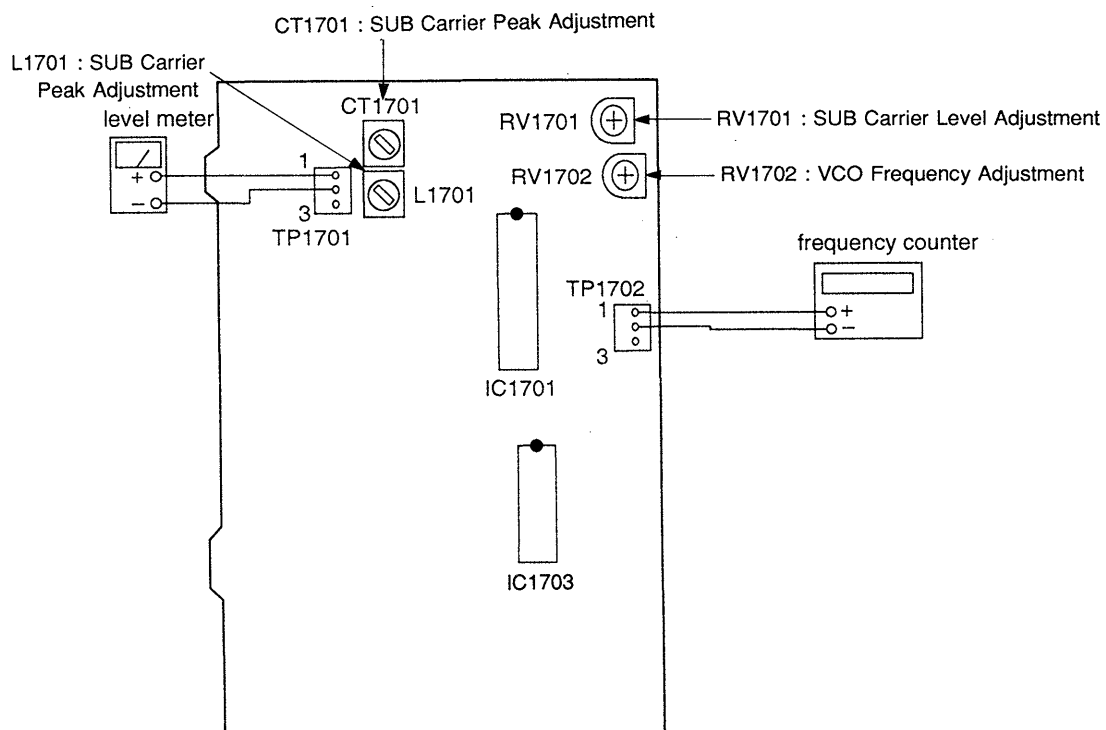 CT1701 : SUB Carrier Peak Adjustment
L1701 : SUB Carrier
Peak Adjustment
level meter
+
−
CT1701
1
3
TP1701
L1701
RV1701
RV1701 : SUB Carrier Level Adjustment
RV1702
RV1702 : VCO Frequency Adjustment
frequency counter
+
−
TP1702
1
3
IC1701
IC1703